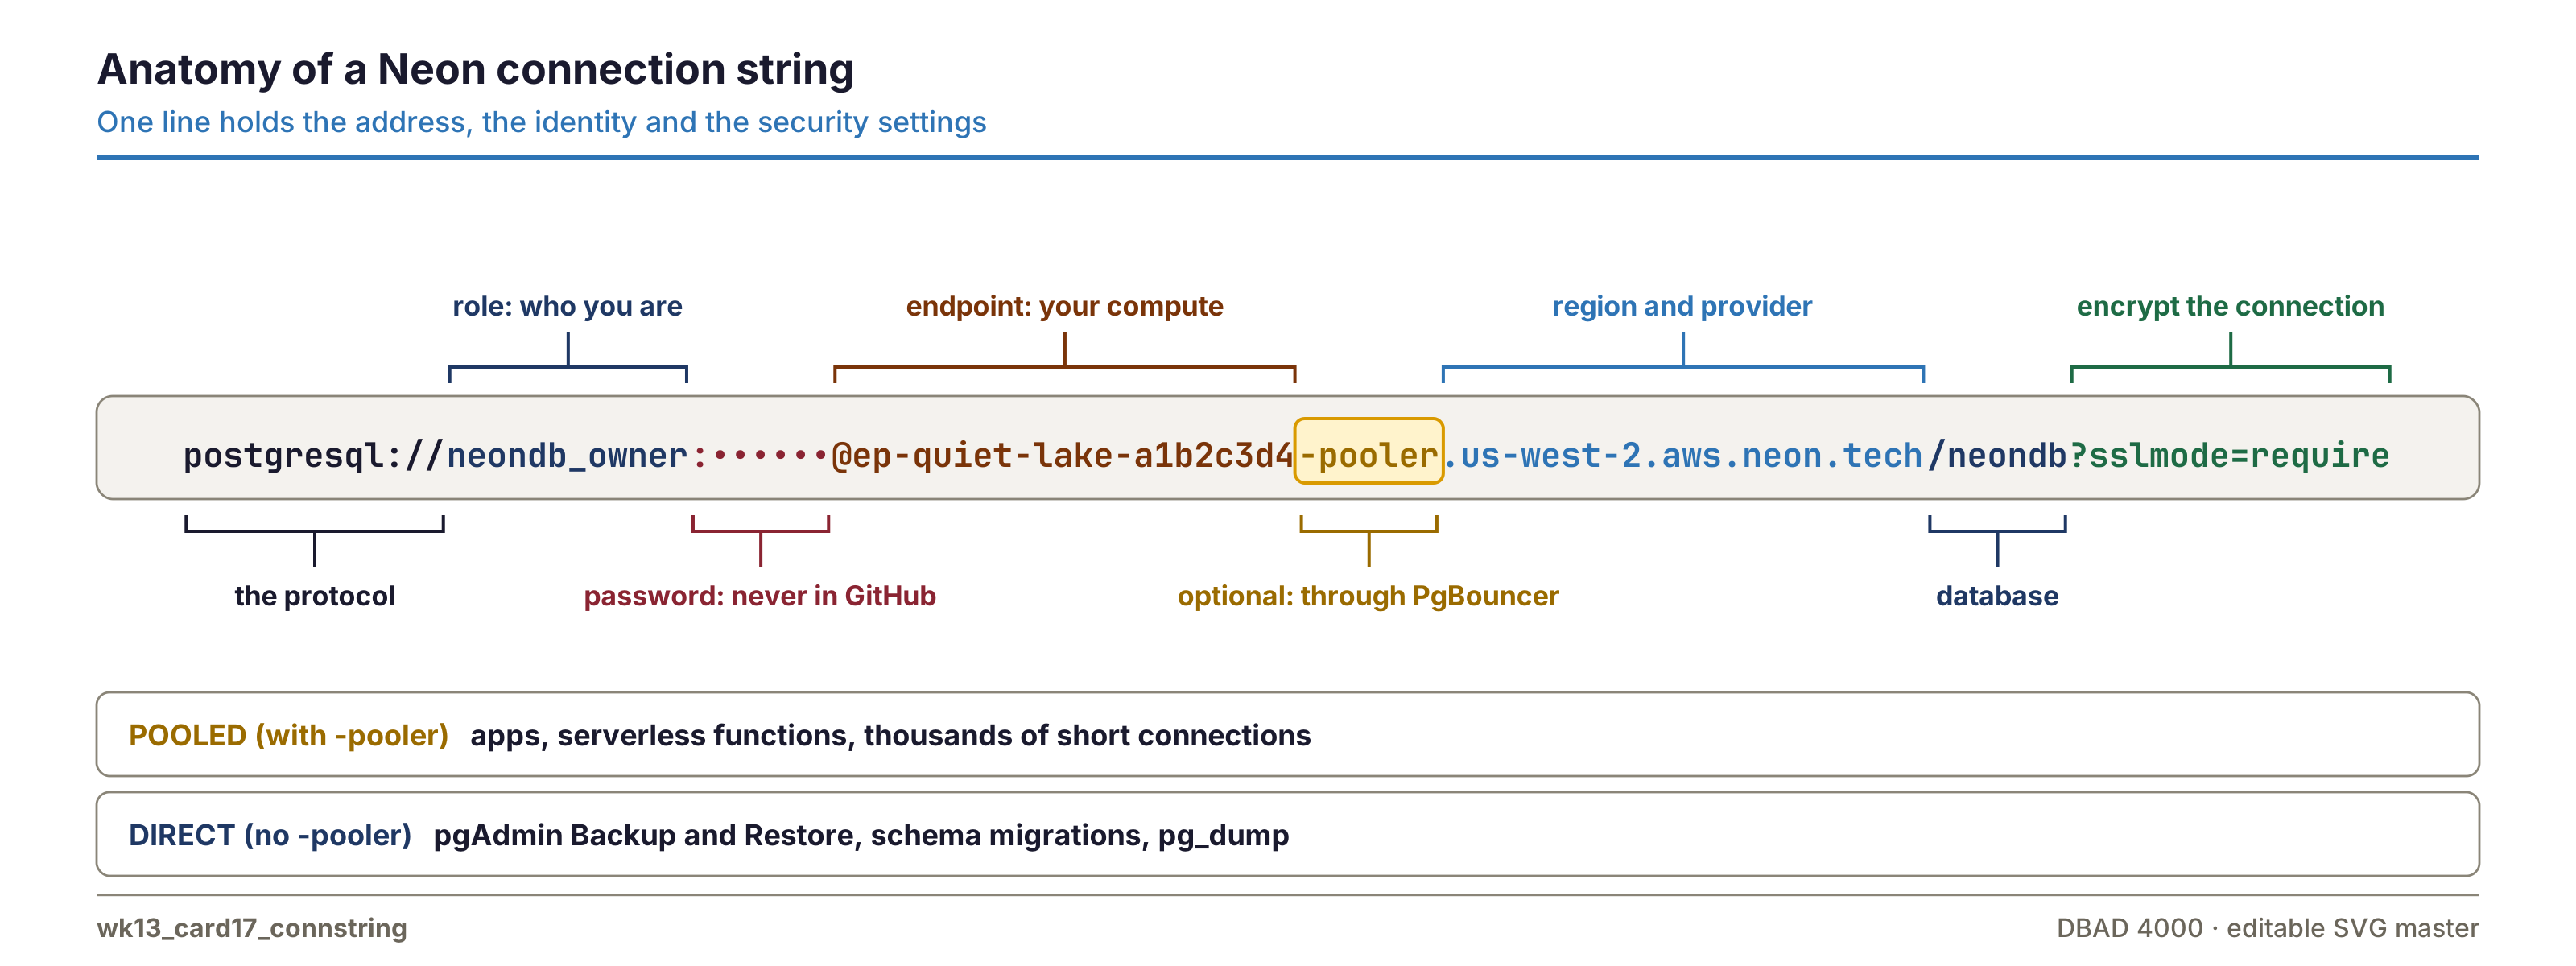 Anatomy of a Neon connection string
One line holds the address, the identity and the security settings
role: who you are
endpoint: your compute
region and provider
encrypt the connection
postgresql://neondb_owner:••••••@ep-quiet-lake-a1b2c3d4-pooler.us-west-2.aws.neon.tech/neondb?sslmode=require
the protocol
password: never in GitHub
optional: through PgBouncer
database
POOLED (with -pooler) apps, serverless functions, thousands of short connections
DIRECT (no -pooler) pgAdmin Backup and Restore, schema migrations, pg_dump
wk13_card17_connstring
DBAD 4000 · editable SVG master